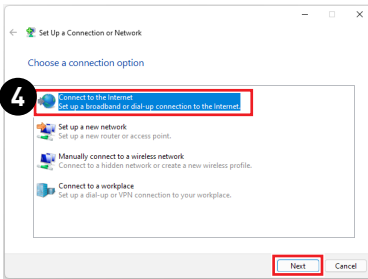 Set Up a Connection or Network
Choose a connection option
4
Connect to the Internet
Set up a broadband or dial-up connection to the Internet.
Set up a new network
Set up a new router or access point.
Manually connect to a wireless network
Connect to a hidden network or create a new wireless profile.
Connect to a workplace
Set up a dial-up or VPN connection to your workplace.
Next
Cancel